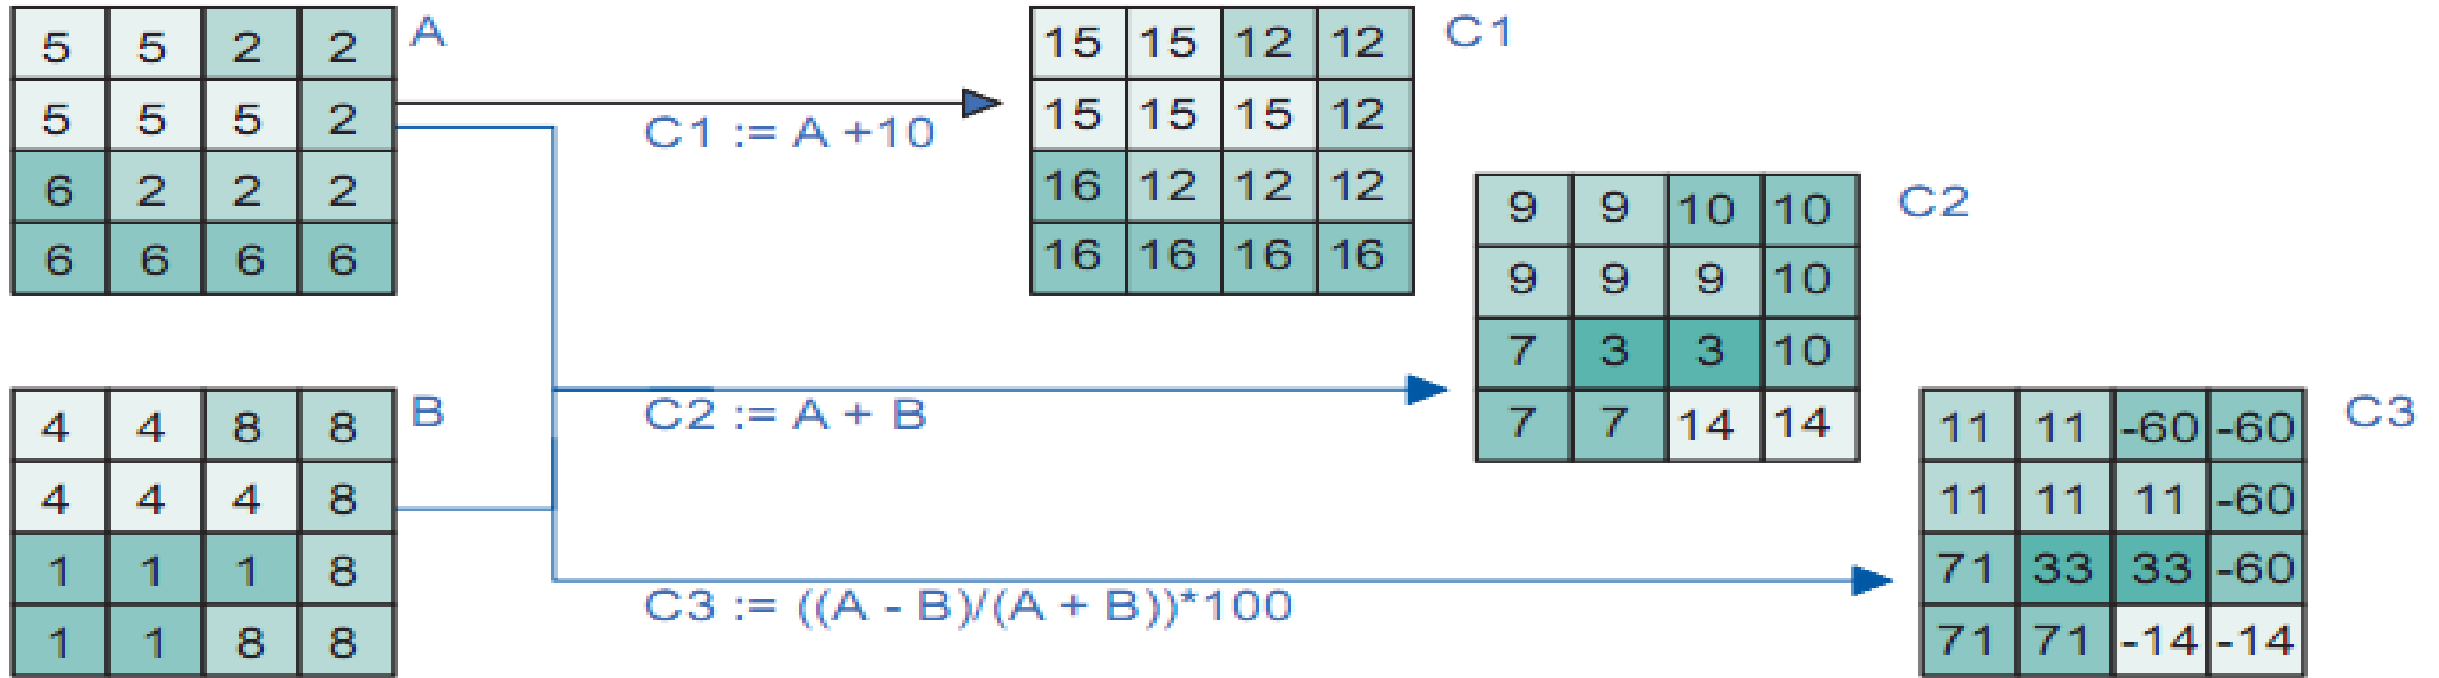 A
5 5 2 2
5 5 5 2
6 2 2 2
6 6 6 6
C1 := A +10
C1
15 15 12 12
15 15 15 12
16 12 12 12
16 16 16 16
B
4 4 8 8
4 4 4 8
1 1 1 8
1 1 8 8
C2 := A + B
C2
9 9 10 10
9 9 9 10
7 3 3 10
7 7 14 14
C3 := ((A - B)/(A + B))*100
C3
11 11 -60 -60
11 11 11 -60
71 33 33 -60
71 71 -14 -14